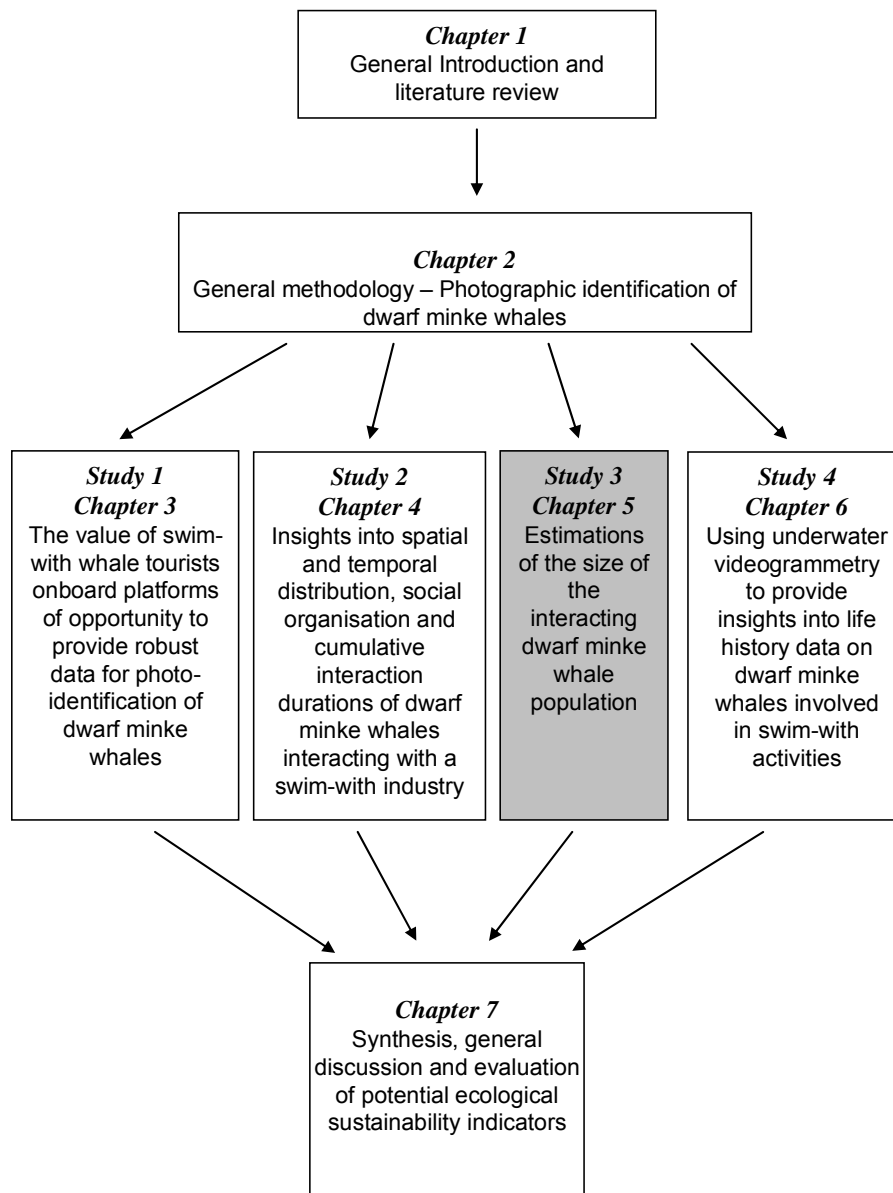 Chapter 1
General Introduction and
literature review
Chapter 2
General methodology – Photographic identification of
dwarf minke whales
Study 1
Chapter 3
The value of swim-
with whale tourists
onboard platforms
of opportunity to
provide robust
data for photo-
identification of
dwarf minke
whales
Study 2
Chapter 4
Insights into spatial
and temporal
distribution, social
organisation and
cumulative
interaction
durations of dwarf
minke whales
interacting with a
swim-with industry
Study 3
Chapter 5
Estimations
of the size of
the
interacting
dwarf minke
whale
population
Study 4
Chapter 6
Using underwater
videogrammetry
to provide
insights into life
history data on
dwarf minke
whales involved
in swim-with
activities
Chapter 7
Synthesis, general
discussion and evaluation
of potential ecological
sustainability indicators